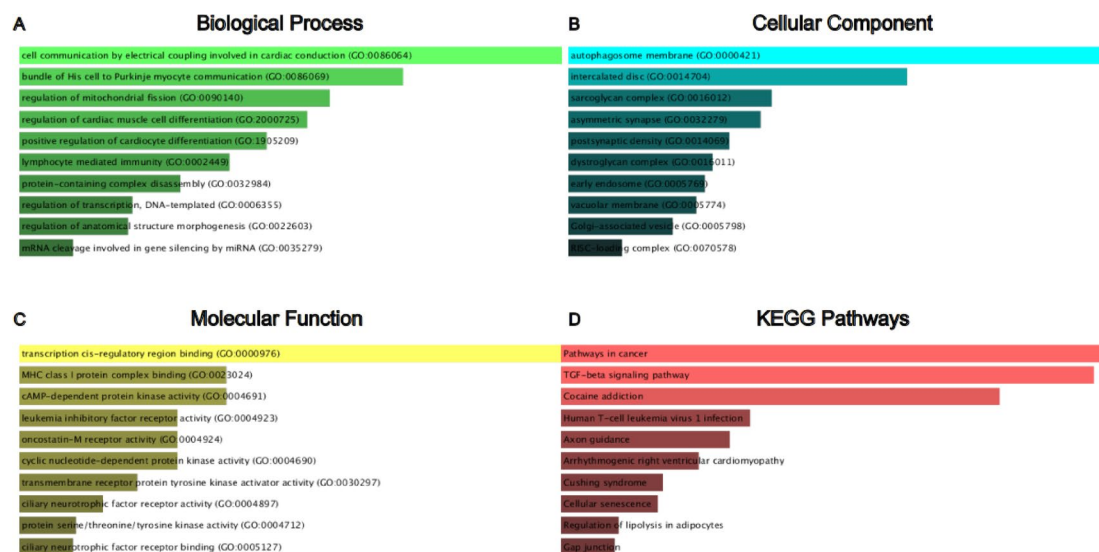 A
Biological Process
cell communication by electrical coupling involved in cardiac conduction (GO:0086064)
bundle of His cell to Purkinje myocyte communication (GO:0086069)
regulation of mitochondrial fission (GO:0090140)
regulation of cardiac muscle cell differentiation (GO:2000725)
positive regulation of cardiocyte differentiation (GO:1905209)
lymphocyte mediated immunity (GO:0002449)
protein-containing complex disassembly (GO:0032984)
regulation of transcription, DNA-templated (GO:0006355)
regulation of anatomical structure morphogenesis (GO:0022603)
mRNA cleavage involved in gene silencing by miRNA (GO:0035279)
B
Cellular Component
autophagosome membrane (GO:0000421)
intercalated disc (GO:0014704)
sarcoglycan complex (GO:0016012)
asymmetric synapse (GO:0032279)
postsynaptic density (GO:0014069)
dystroglycan complex (GO:0016011)
early endosome (GO:0005769)
vacuolar membrane (GO:0005774)
Golgi-associated vesicle (GO:0005798)
RISC-loading complex (GO:0070578)
C
Molecular Function
transcription cis-regulatory region binding (GO:0000976)
MHC class I protein complex binding (GO:0023024)
cAMP-dependent protein kinase activity (GO:0004691)
leukemia inhibitory factor receptor activity (GO:0004923)
oncostatin-M receptor activity (GO:0004924)
cyclic nucleotide-dependent protein kinase activity (GO:0004690)
transmembrane receptor protein tyrosine kinase activator activity (GO:0030297)
ciliary neurotrophic factor receptor activity (GO:0004897)
protein serine/threonine/tyrosine kinase activity (GO:0004712)
ciliary neurotrophic factor receptor binding (GO:0005127)
D
KEGG Pathways
Pathways in cancer
TGF-beta signaling pathway
Cocaine addiction
Human T-cell leukemia virus 1 infection
Axon guidance
Arrhythmogenic right ventricular cardiomyopathy
Cushing syndrome
Cellular senescence
Regulation of lipolysis in adipocytes
Gap junction